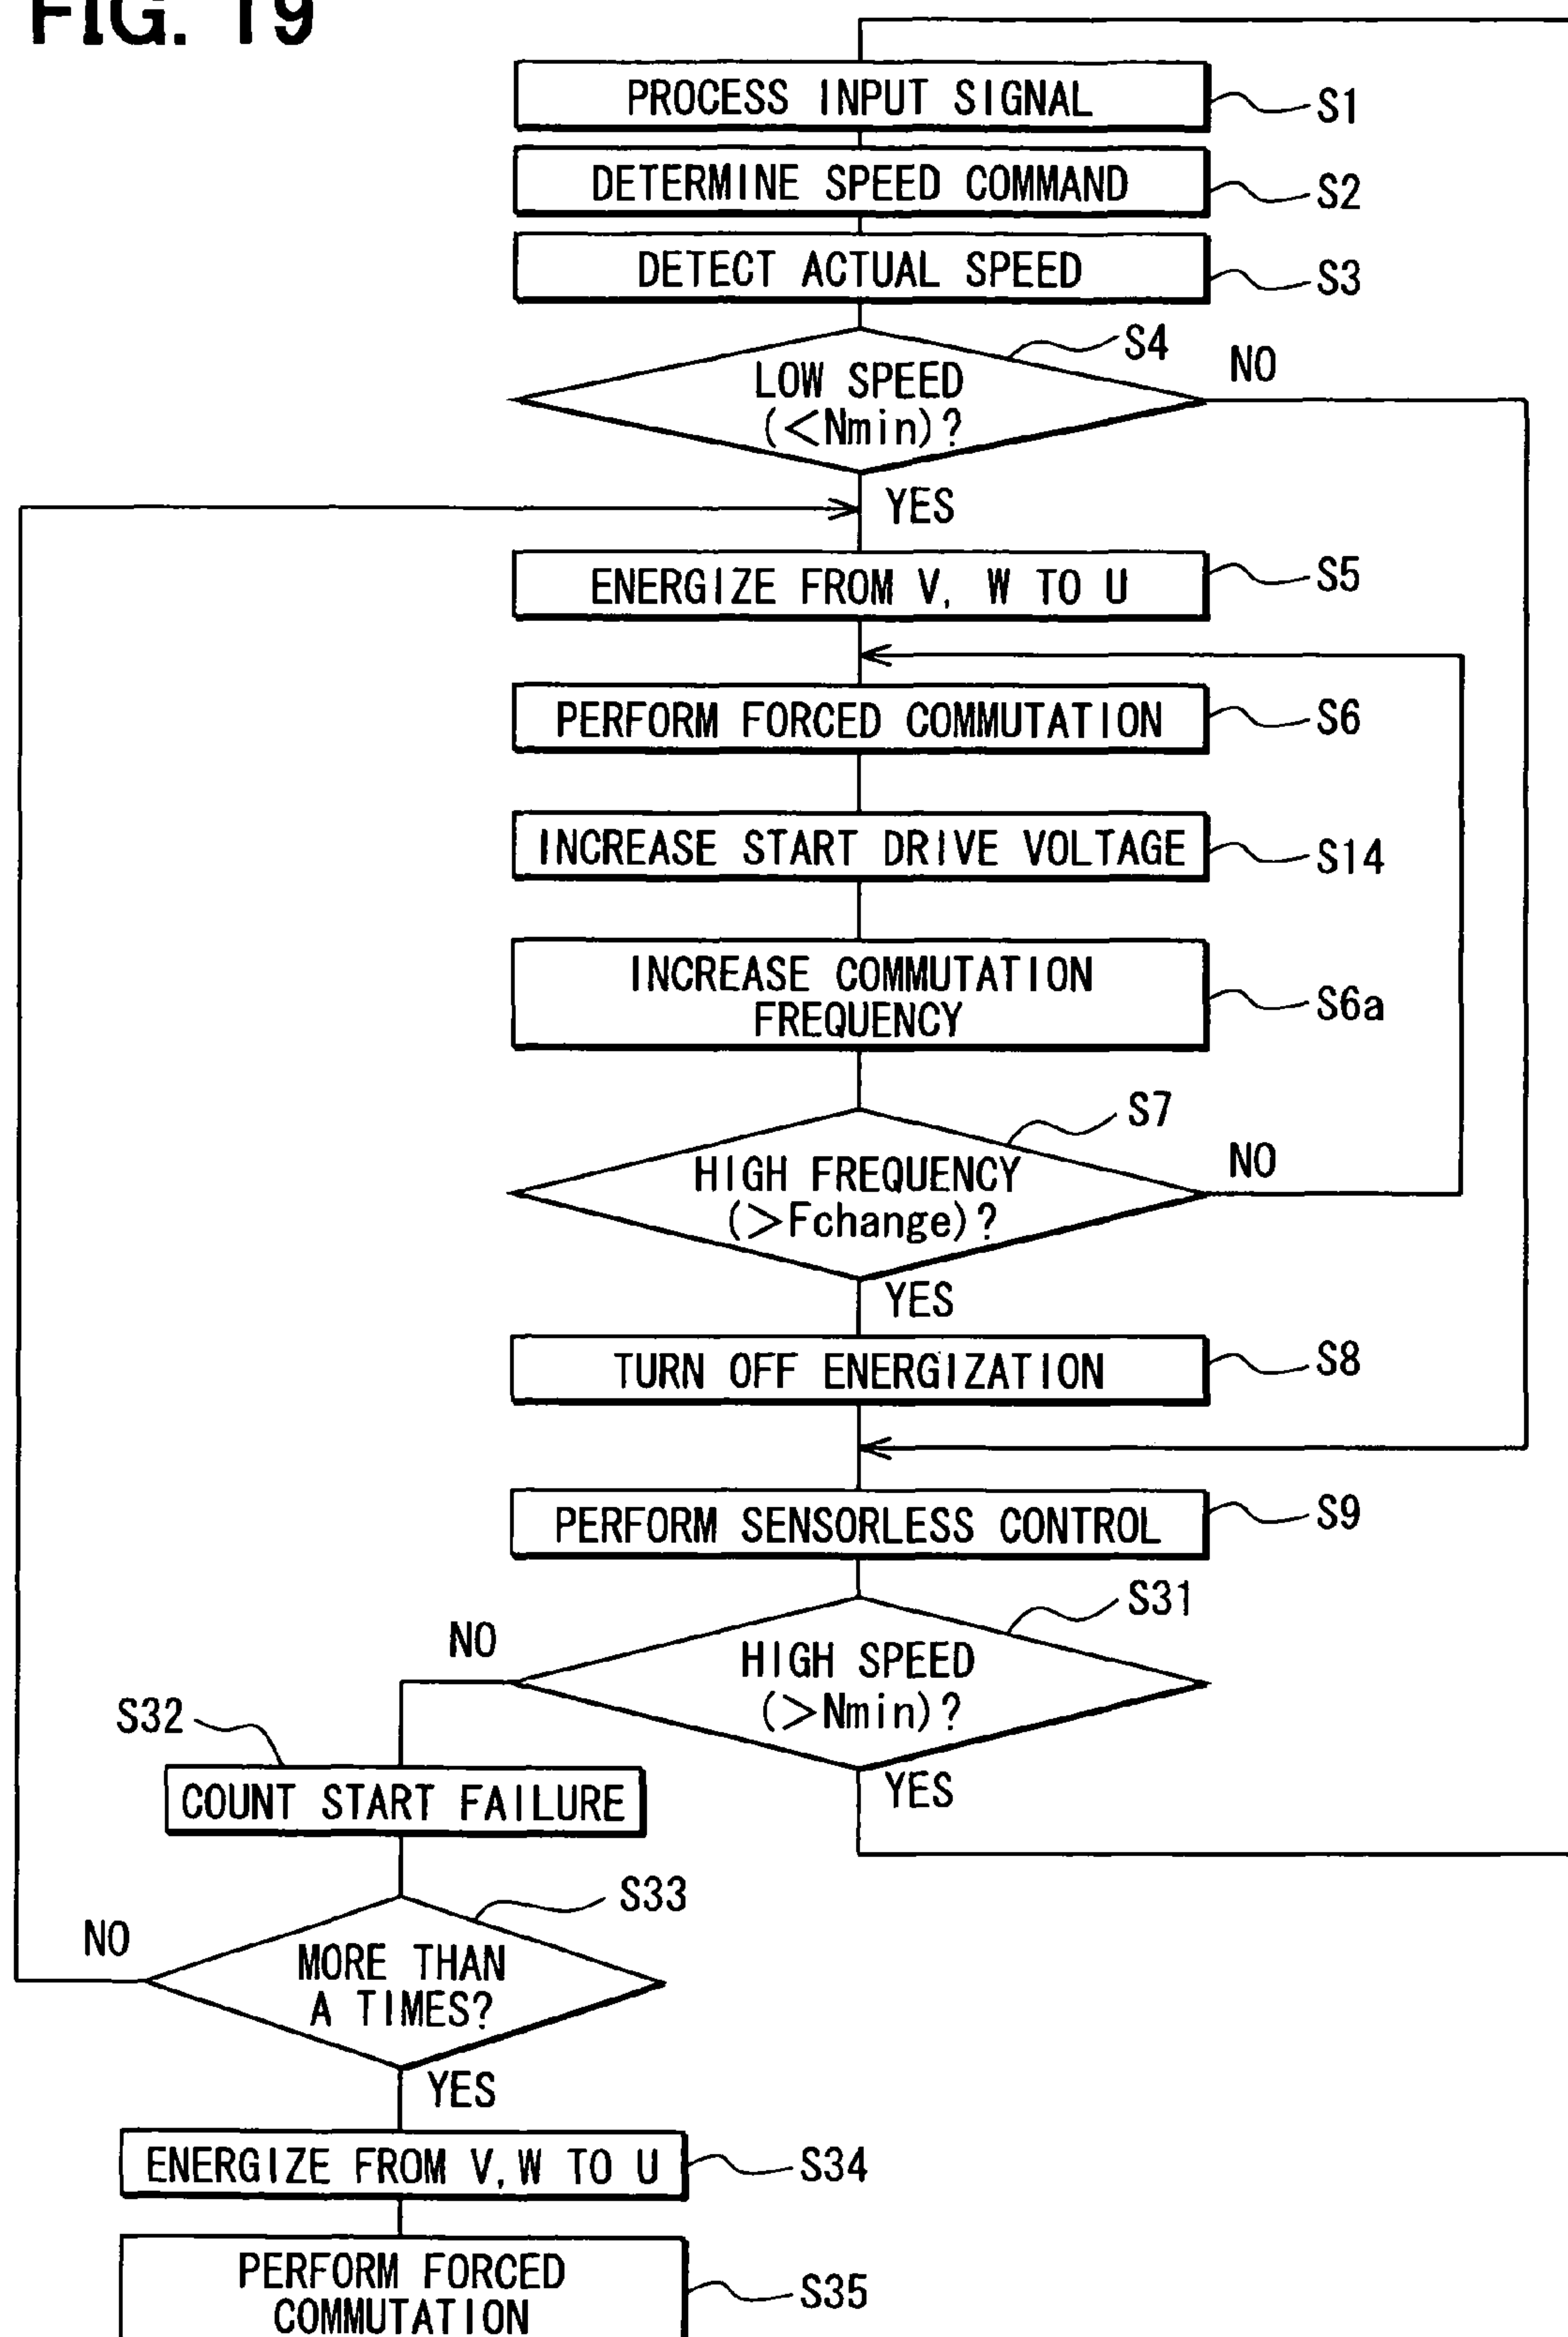 FIG. 19
PROCESS INPUT SIGNAL
S1
DETERMINE SPEED COMMAND
S2
DETECT ACTUAL SPEED
S3
S4
LOW SPEED
(<Nmin)?
NO
YES
ENERGIZE FROM V, W TO U
S5
PERFORM FORCED COMMUTATION
S6
INCREASE START DRIVE VOLTAGE
S14
INCREASE COMMUTATION
FREQUENCY
S6a
S7
HIGH FREQUENCY
(>Fchange)?
NO
YES
TURN OFF ENERGIZATION
S8
PERFORM SENSORLESS CONTROL
S9
S31
NO
HIGH SPEED
(>Nmin)?
YES
S32
COUNT START FAILURE
S33
NO
MORE THAN
A TIMES?
YES
ENERGIZE FROM V,W TO U
S34
PERFORM FORCED
COMMUTATION
S35